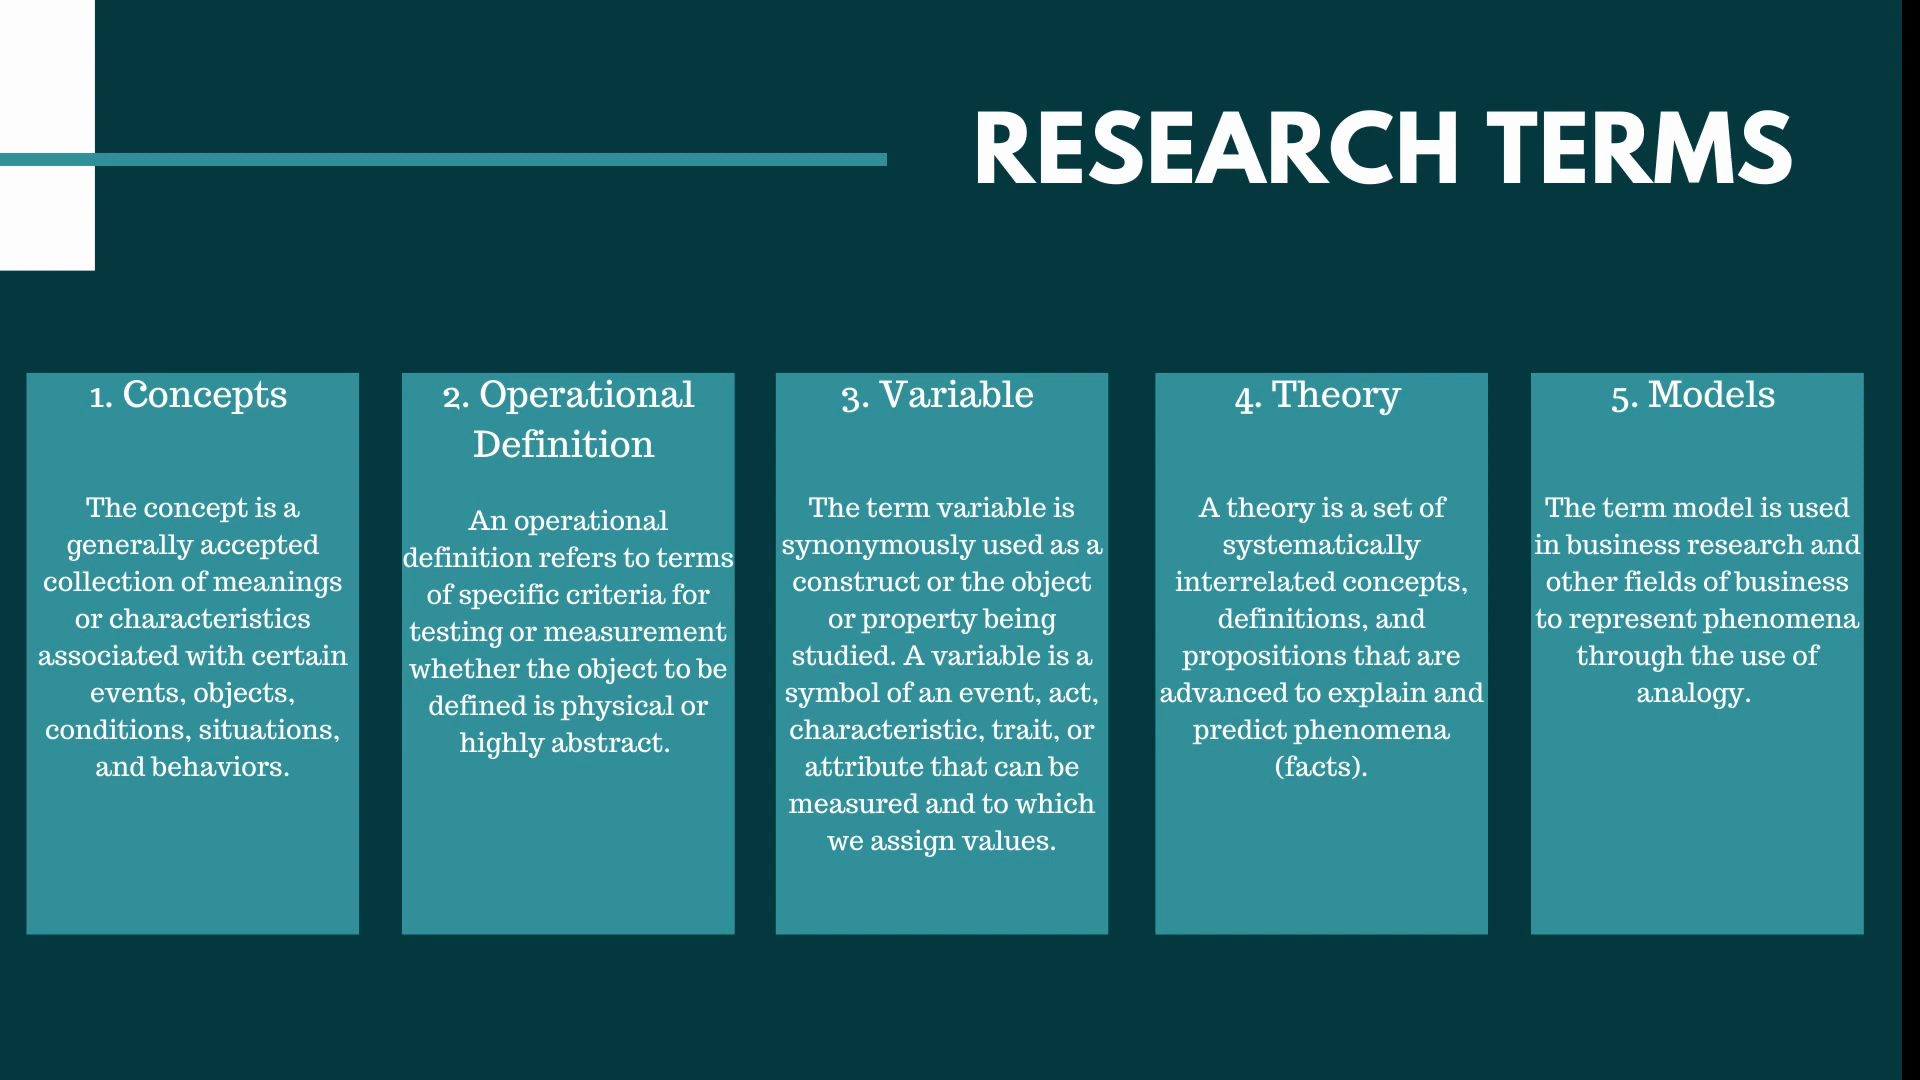 RESEARCH TERMS
1. Concepts
The concept is a
generally accepted
collection of meanings
or characteristics
associated with certain
events, objects,
conditions, situations,
and behaviors.
2. Operational
Definition
An operational
definition refers to terms
of specific criteria for
testing or measurement
whether the object to be
defined is physical or
highly abstract.
3. Variable
The term variable is
synonymously used as a
construct or the object
or property being
studied. A variable is a
symbol of an event, act,
characteristic, trait, or
attribute that can be
measured and to which
we assign values.
4. Theory
A theory is a set of
systematically
interrelated concepts,
definitions, and
propositions that are
advanced to explain and
predict phenomena
(facts).
5. Models
The term model is used
in business research and
other fields of business
to represent phenomena
through the use of
analogy.